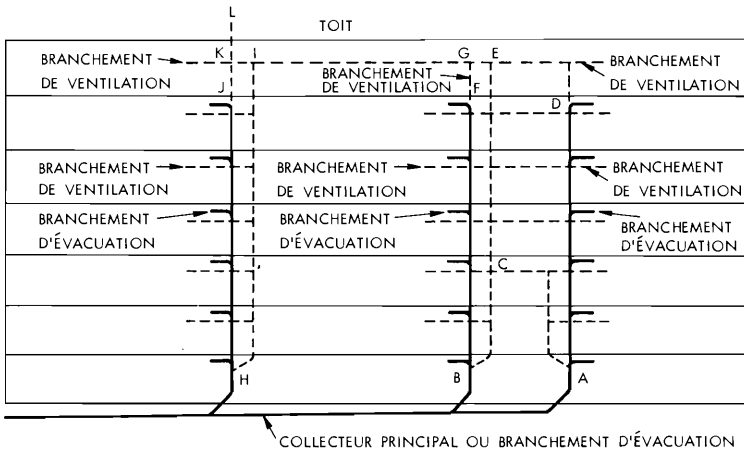 L
TOIT
K
I
G
E
BRANCHEMENT
DE VENTILATION
BRANCHEMENT
DE VENTILATION
BRANCHEMENT
DE VENTILATION
J
F
D
BRANCHEMENT
DE VENTILATION
BRANCHEMENT
DE VENTILATION
BRANCHEMENT
DE VENTILATION
BRANCHEMENT
D'ÉVACUATION
BRANCHEMENT
D'ÉVACUATION
BRANCHEMENT
D'ÉVACUATION
C
H
B
A
COLLECTEUR PRINCIPAL OU BRANCHEMENT D'ÉVACUATION